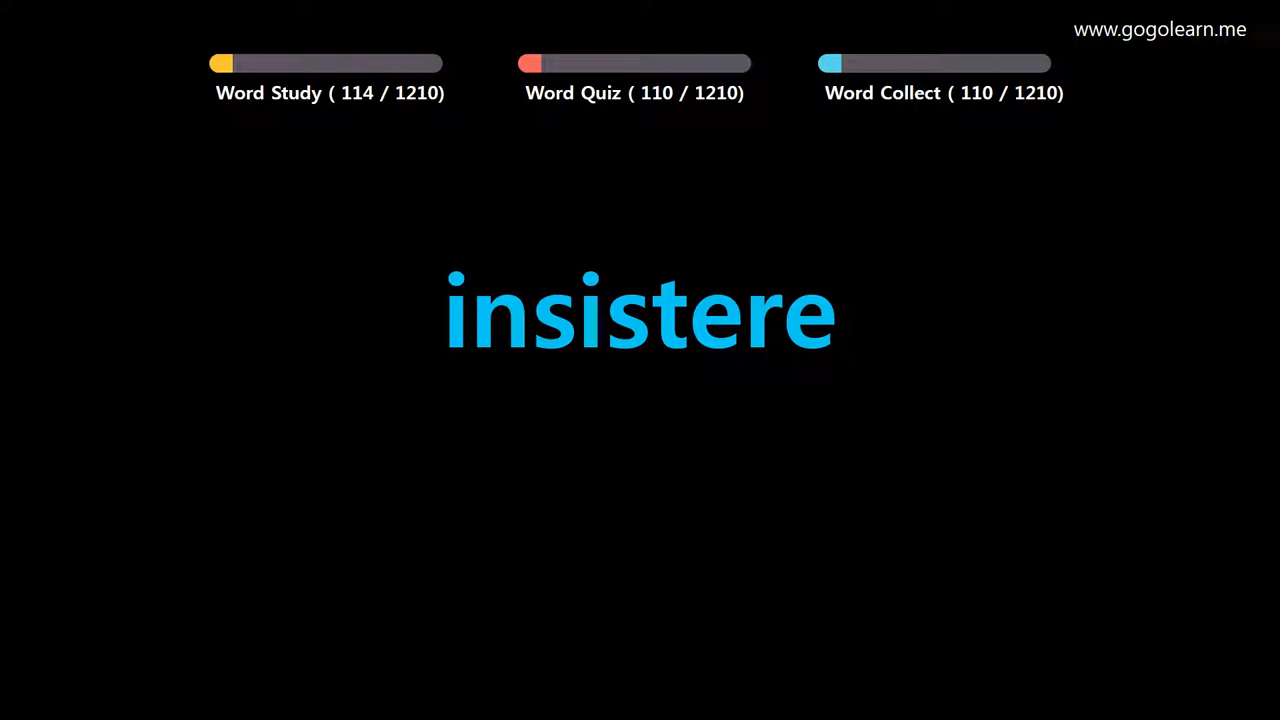 www.gogolearn.me
Word Study ( 114 / 1210)
Word Quiz ( 110 / 1210)
Word Collect ( 110 / 1210)
insistere